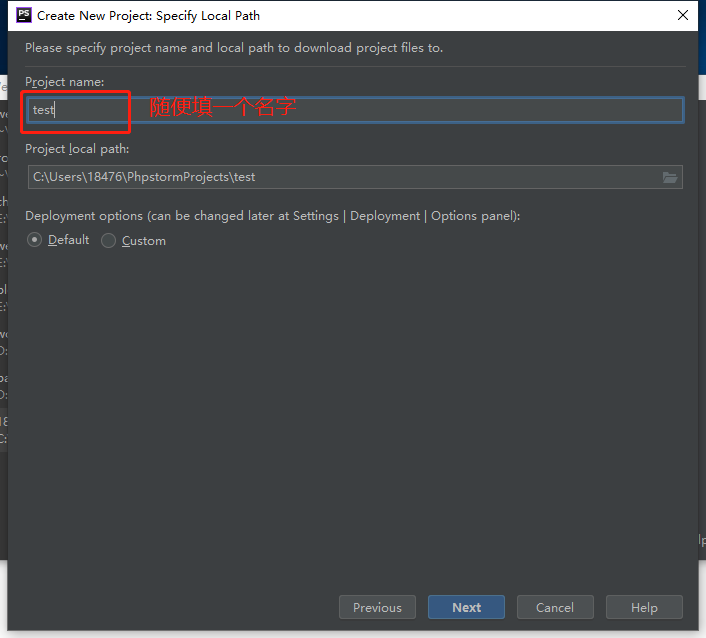 PS Create New Project: Specify Local Path
Please specify project name and local path to download project files to.
Project name:
test 随便填一个名字
Project local path:
C:\Users\18476\PhpstormProjects\test
Deployment options (can be changed later at Settings | Deployment | Options panel):
Default Custom
Previous Next Cancel Help